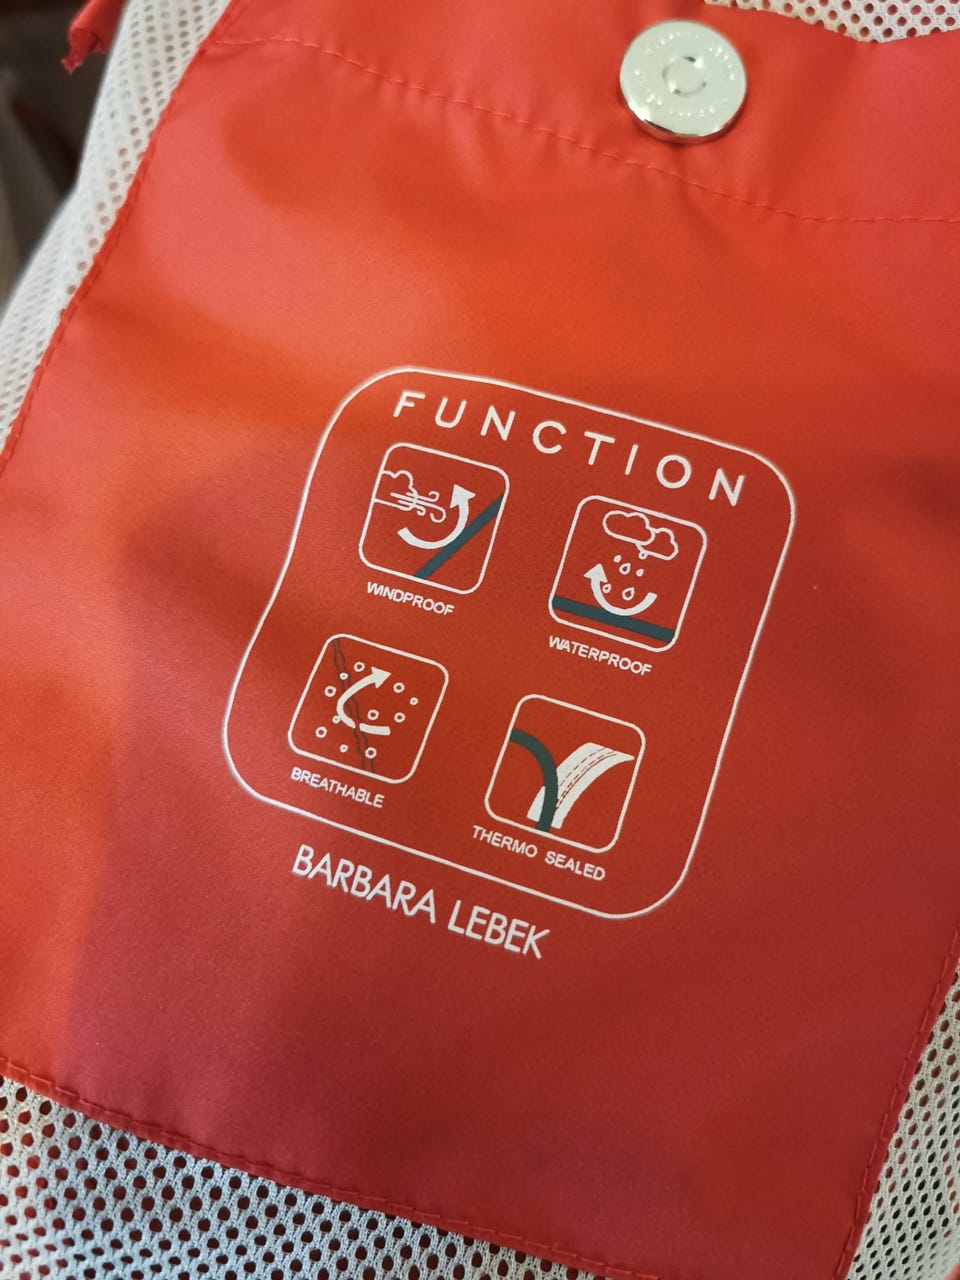 FUNCTION
WINDPROOF
WATERPROOF
BREATHABLE
THERMO SEALED
BARBARA LEBEK